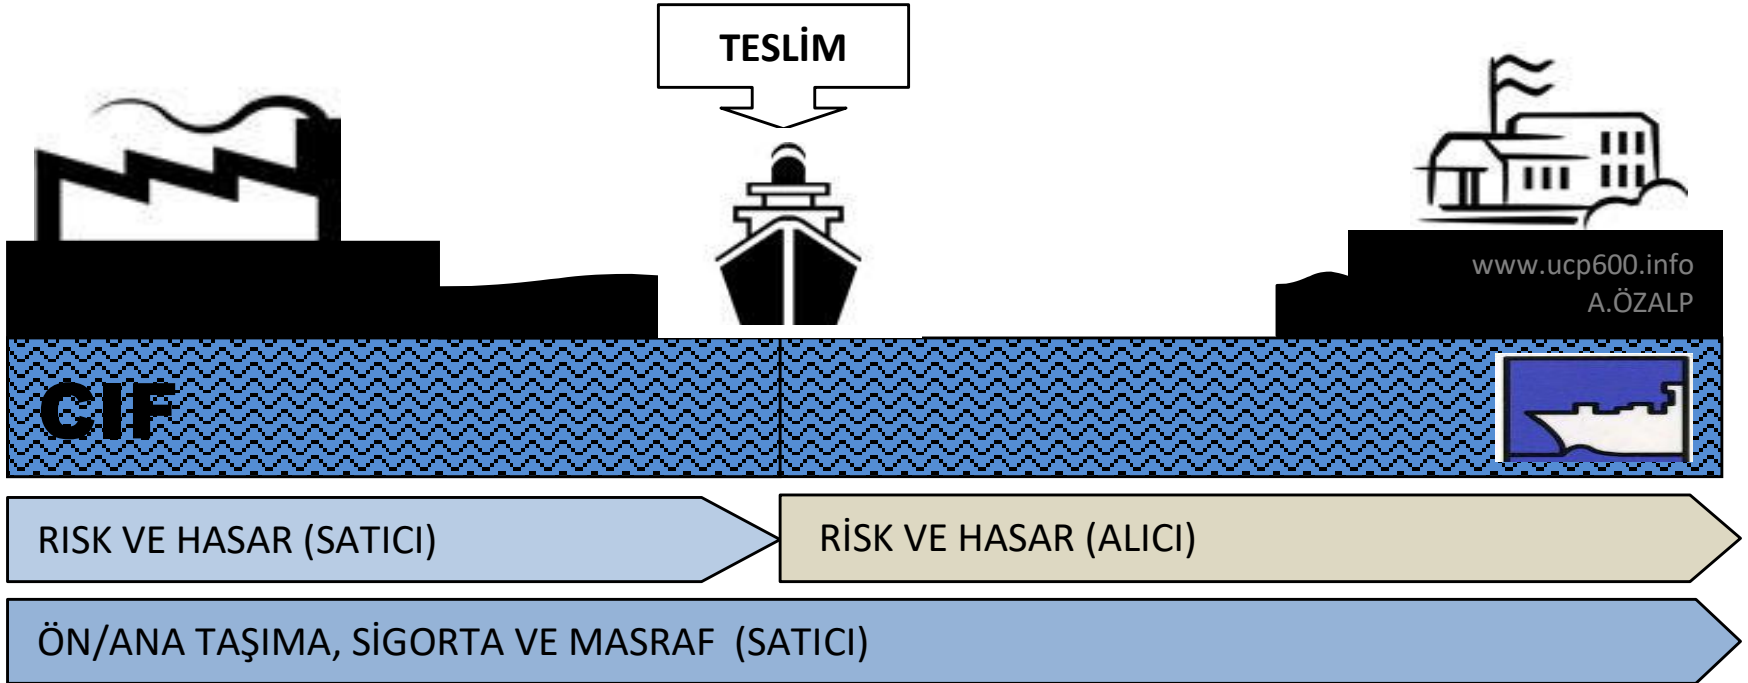 TESLİM
www.ucp600.info
A.ÖZALP
CIF
RISK VE HASAR (SATICI)
RİSK VE HASAR (ALICI)
ÖN/ANA TAŞIMA, SİGORTA VE MASRAF (SATICI)